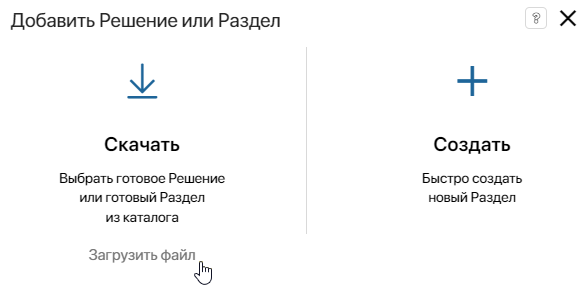 Добавить Решение или Раздел
?
Скачать
Выбрать готовое Решение
или готовый Раздел
из каталога
Загрузить файл
Создать
Быстро создать
новый Раздел